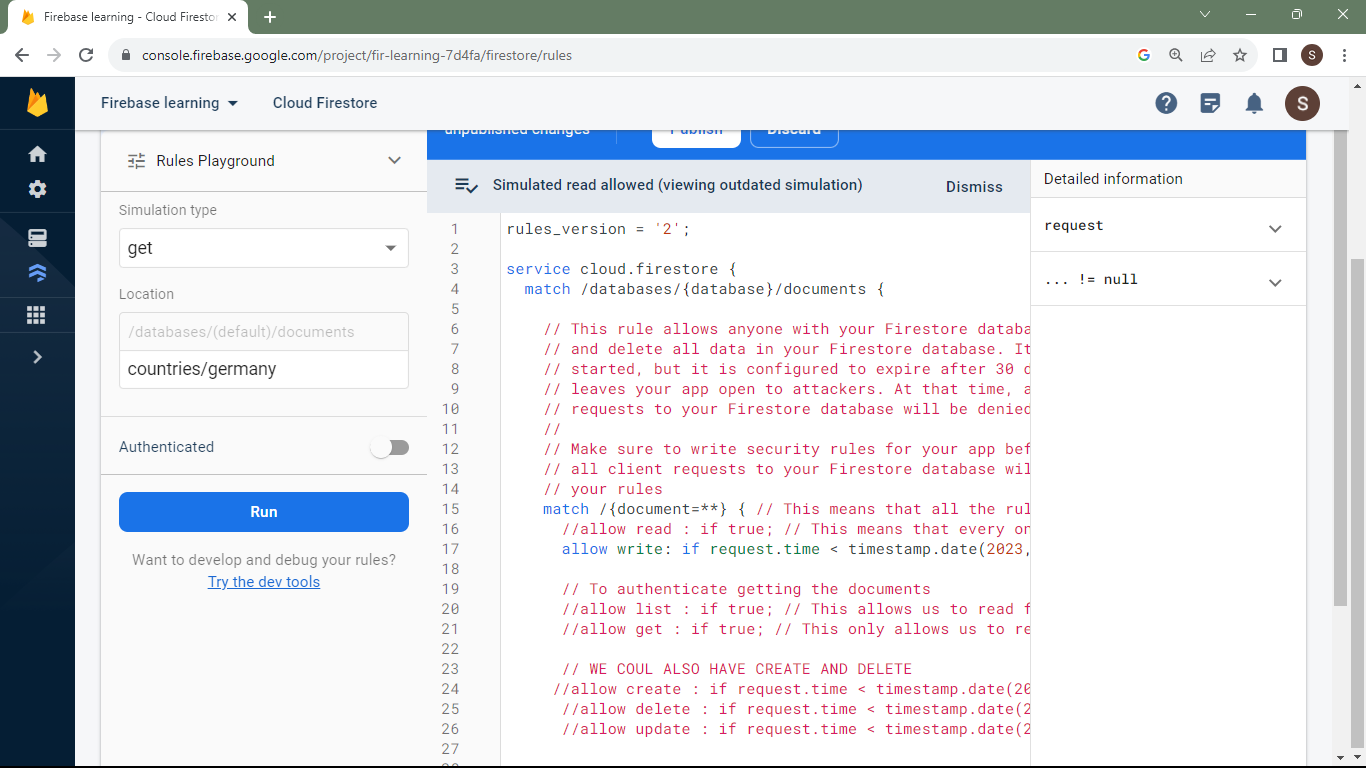 Firebase learning - Cloud Firestor
console.firebase.google.com/project/fir-learning-7d4fa/firestore/rules
S
Firebase learning
Cloud Firestore
S
unpublished changes
Publish
Discard
Rules Playground
Simulation type
get
Location
/databases/(default)/documents
countries/germany
Authenticated
Run
Want to develop and debug your rules?
Try the dev tools
Simulated read allowed (viewing outdated simulation)
Dismiss
1 rules_version = '2';
2
3 service cloud.firestore {
4 match /databases/{database}/documents {
5
6 // This rule allows anyone with your Firestore databa
7 // and delete all data in your Firestore database. It
8 // started, but it is configured to expire after 30 d
9 // leaves your app open to attackers. At that time, a
10 // requests to your Firestore database will be denied
11 //
12 // Make sure to write security rules for your app bef
13 // all client requests to your Firestore database wil
14 // your rules
15 match /{document=**} { // This means that all the rul
16 //allow read : if true; // This means that every on
17 allow write: if request.time < timestamp.date(2023,
18
19 // To authenticate getting the documents
20 //allow list : if true; // This allows us to read f
21 //allow get : if true; // This only allows us to re
22
23 // WE COUL ALSO HAVE CREATE AND DELETE
24 //allow create : if request.time < timestamp.date(20
25 //allow delete : if request.time < timestamp.date(2
26 //allow update : if request.time < timestamp.date(2
27
Detailed information
request
... != null